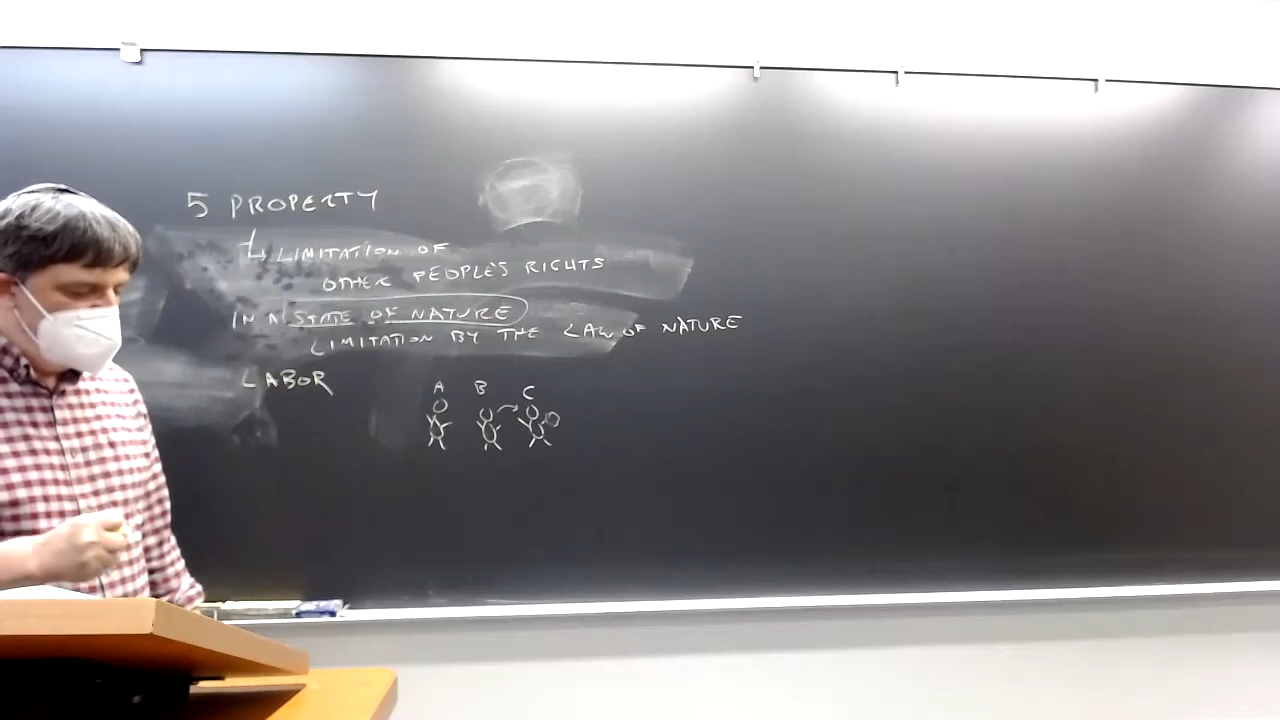 5 PROPERTY
↳ LIMITATION OF
OTHER PEOPLE'S RIGHTS
IN A STATE OF NATURE
LIMITATION BY THE LAW OF NATURE
LABOR
A B C